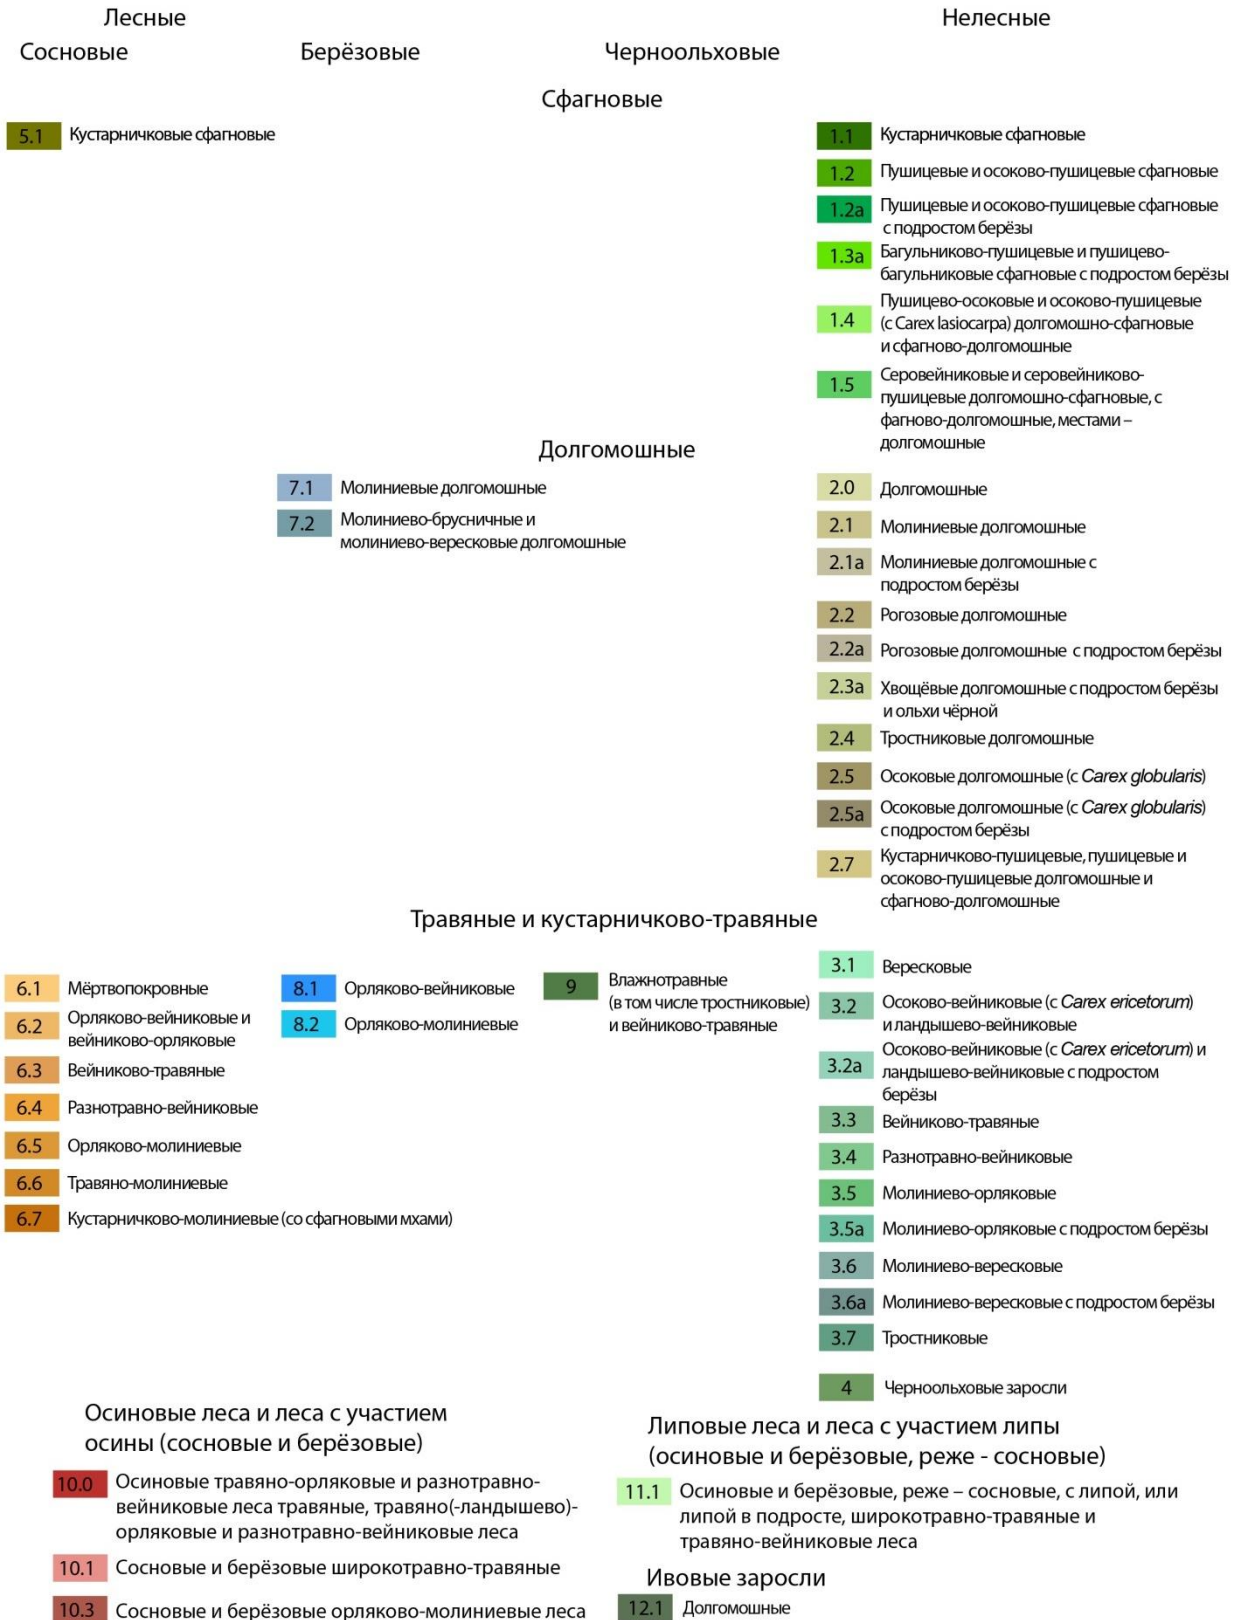 Лесные
Нелесные
Сосновые
Берёзовые
Черноольховые
Сфагновые
5.1 Кустарничковые сфагновые
1.1 Кустарничковые сфагновые
1.2 Пушицевые и осоково-пушицевые сфагновые
1.2а Пушицевые и осоково-пушицевые сфагновые
с подростом берёзы
1.3а Багульниково-пушицевые и пушицево-
багульниковые сфагновые с подростом берёзы
1.4 Пушицево-осоковые и осоково-пушицевые
(с Carex lasiocarpa) долгомошно-сфагновые
и сфагново-долгомошные
1.5 Серовейниковые и серовейниково-
пушицевые долгомошно-сфагновые, с
фагново-долгомошные, местами –
долгомошные
Долгомошные
7.1 Молиниевые долгомошные
7.2 Молиниево-брусничные и
молиниево-вересковые долгомошные
2.0 Долгомошные
2.1 Молиниевые долгомошные
2.1а Молиниевые долгомошные с
подростом берёзы
2.2 Рогозовые долгомошные
2.2а Рогозовые долгомошные с подростом берёзы
2.3а Хвощёвые долгомошные с подростом берёзы
и ольхи чёрной
2.4 Тростниковые долгомошные
2.5 Осоковые долгомошные (с Carex globularis)
2.5а Осоковые долгомошные (с Carex globularis)
с подростом берёзы
2.7 Кустарничково-пушицевые, пушицевые и
осоково-пушицевые долгомошные и
сфагново-долгомошные
Травяные и кустарничково-травяные
6.1 Мёртвопокровные
6.2 Орляково-вейниковые и
вейниково-орляковые
6.3 Вейниково-травяные
6.4 Разнотравно-вейниковые
6.5 Орляково-молиниевые
6.6 Травяно-молиниевые
6.7 Кустарничково-молиниевые (со сфагновыми мхами)
8.1 Орляково-вейниковые
8.2 Орляково-молиниевые
9 Влажнотравные
(в том числе тростниковые)
и вейниково-травяные
3.1 Вересковые
3.2 Осоково-вейниковые (с Carex ericetorum)
и ландышево-вейниковые
3.2а Осоково-вейниковые (с Carex ericetorum) и
ландышево-вейниковые с подростом
берёзы
3.3 Вейниково-травяные
3.4 Разнотравно-вейниковые
3.5 Молиниево-орляковые
3.5а Молиниево-орляковые с подростом берёзы
3.6 Молиниево-вересковые
3.6а Молиниево-вересковые с подростом берёзы
3.7 Тростниковые
4 Черноольховые заросли
Осиновые леса и леса с участием
осины (сосновые и берёзовые)
10.0 Осиновые травяно-орляковые и разнотравно-
вейниковые леса травяные, травяно(-ландышево)-
орляковые и разнотравно-вейниковые леса
10.1 Сосновые и берёзовые широкотравно-травяные
10.3 Сосновые и берёзовые орляково-молиниевые леса
Липовые леса и леса с участием липы
(осиновые и берёзовые, реже - сосновые)
11.1 Осиновые и берёзовые, реже – сосновые, с липой, или
липой в подросте, широкотравно-травяные и
травяно-вейниковые леса
Ивовые заросли
12.1 Долгомошные